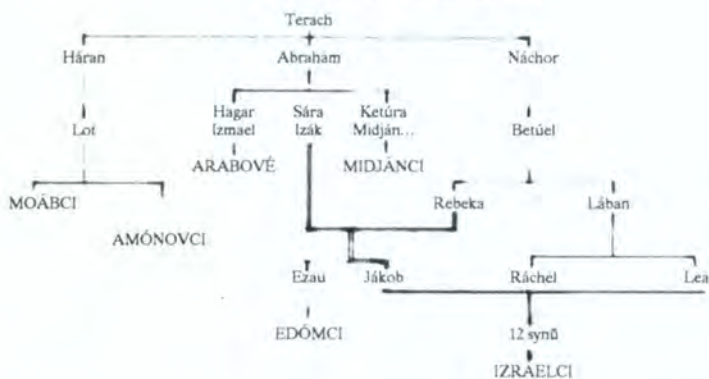 Terach
Háran Abrahám Náchor
Hagar Sára Ketúra
Lot Izmael Izák Midján... Betúel
ARABOVÉ MIDJÁNCI
MOÁBCI Rebeka Lában
AMÓNOVCI
Ezau Jákob Ráchel Lea
EDÓMCI 12 synů
IZRAELCI